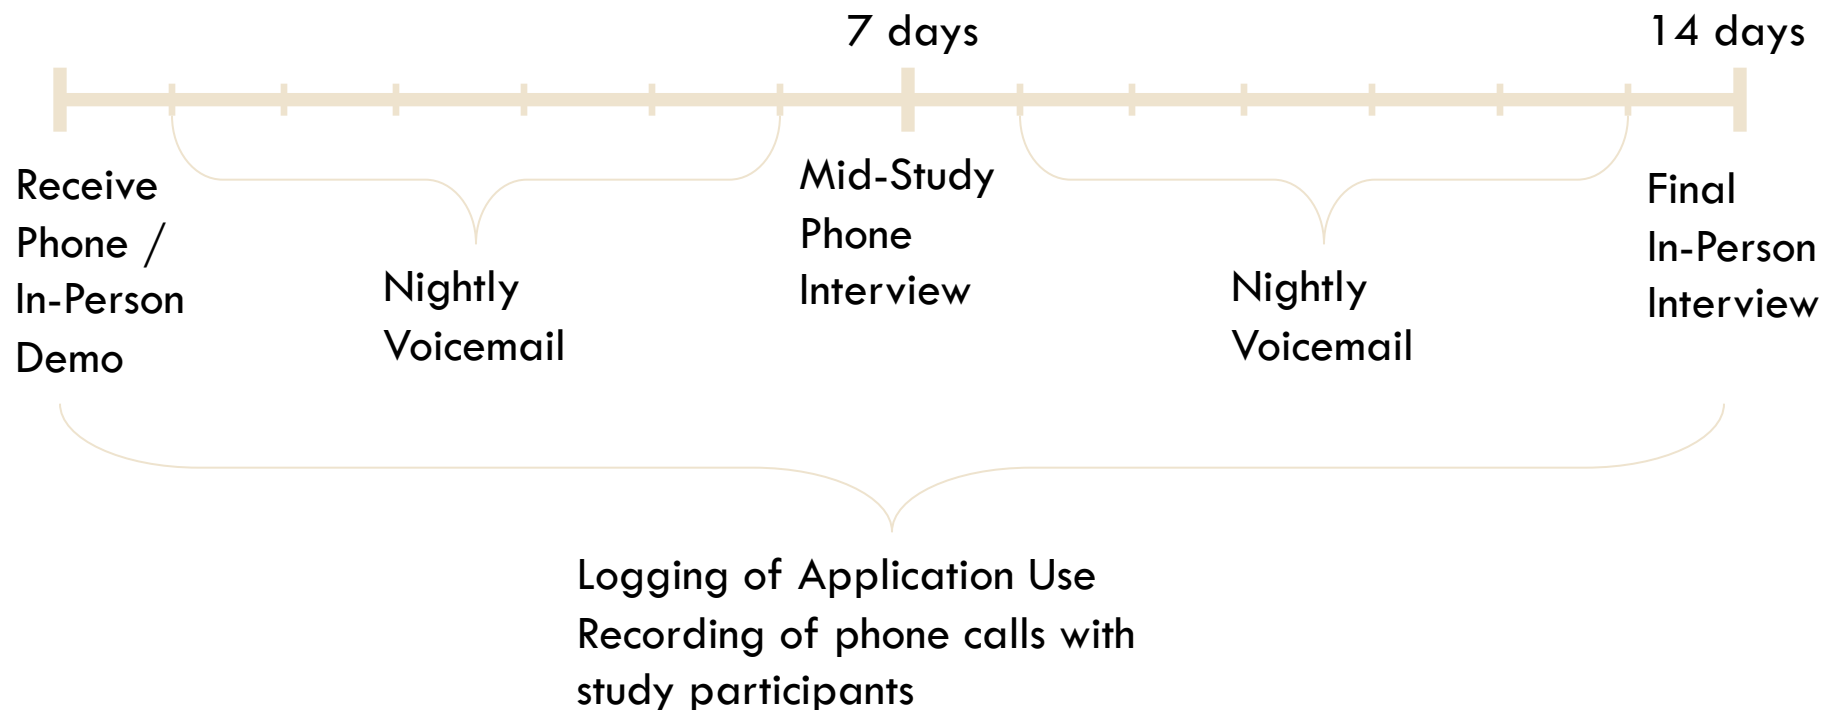 7 days
14 days
Receive
Phone /
In-Person
Demo
Nightly
Voicemail
Mid-Study
Phone
Interview
Nightly
Voicemail
Final
In-Person
Interview
Logging of Application Use
Recording of phone calls with
study participants